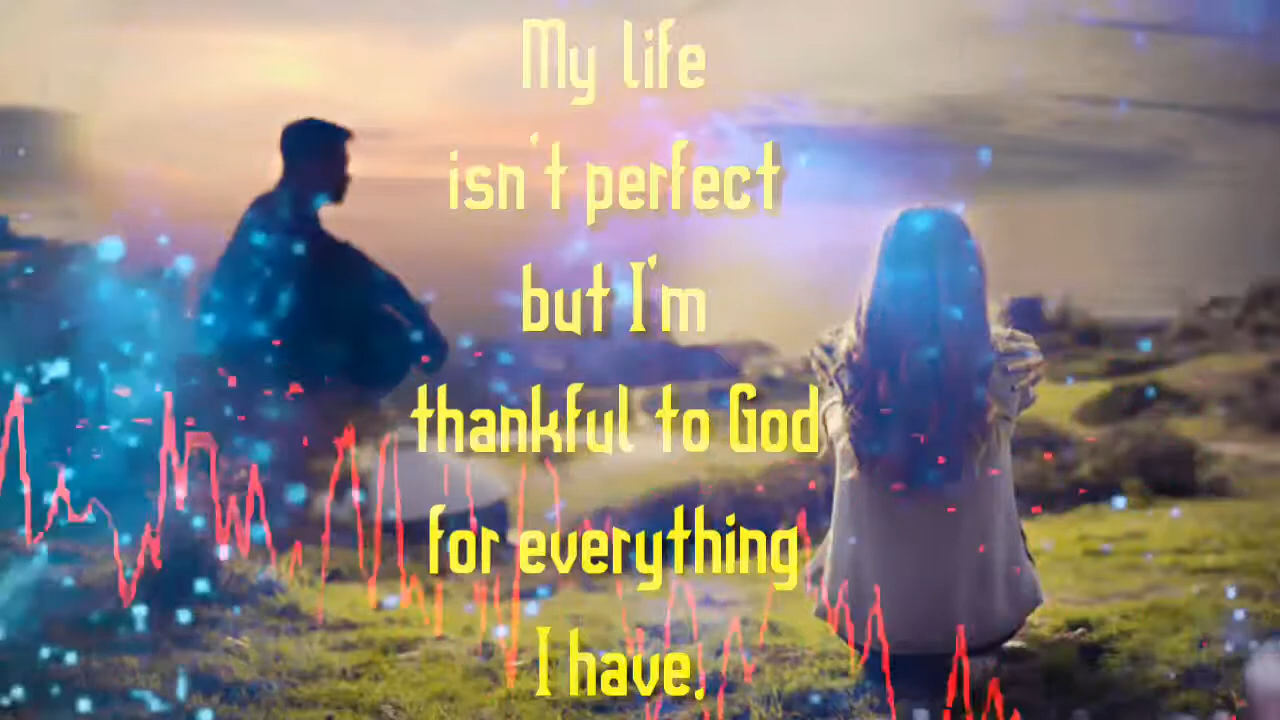 My life
isn't perfect
but I'm
thankful to God
for everything
I have.